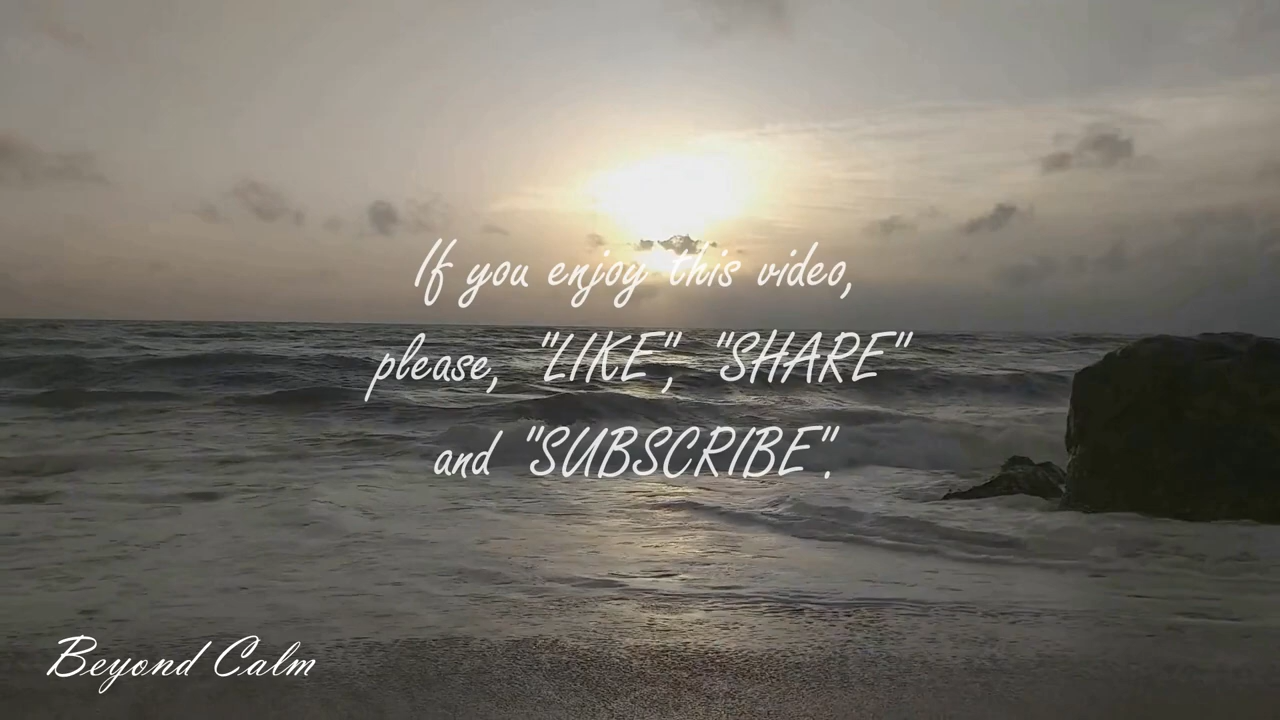 If you enjoy this video,
please, "LIKE", "SHARE"
and "SUBSCRIBE".
Beyond Calm